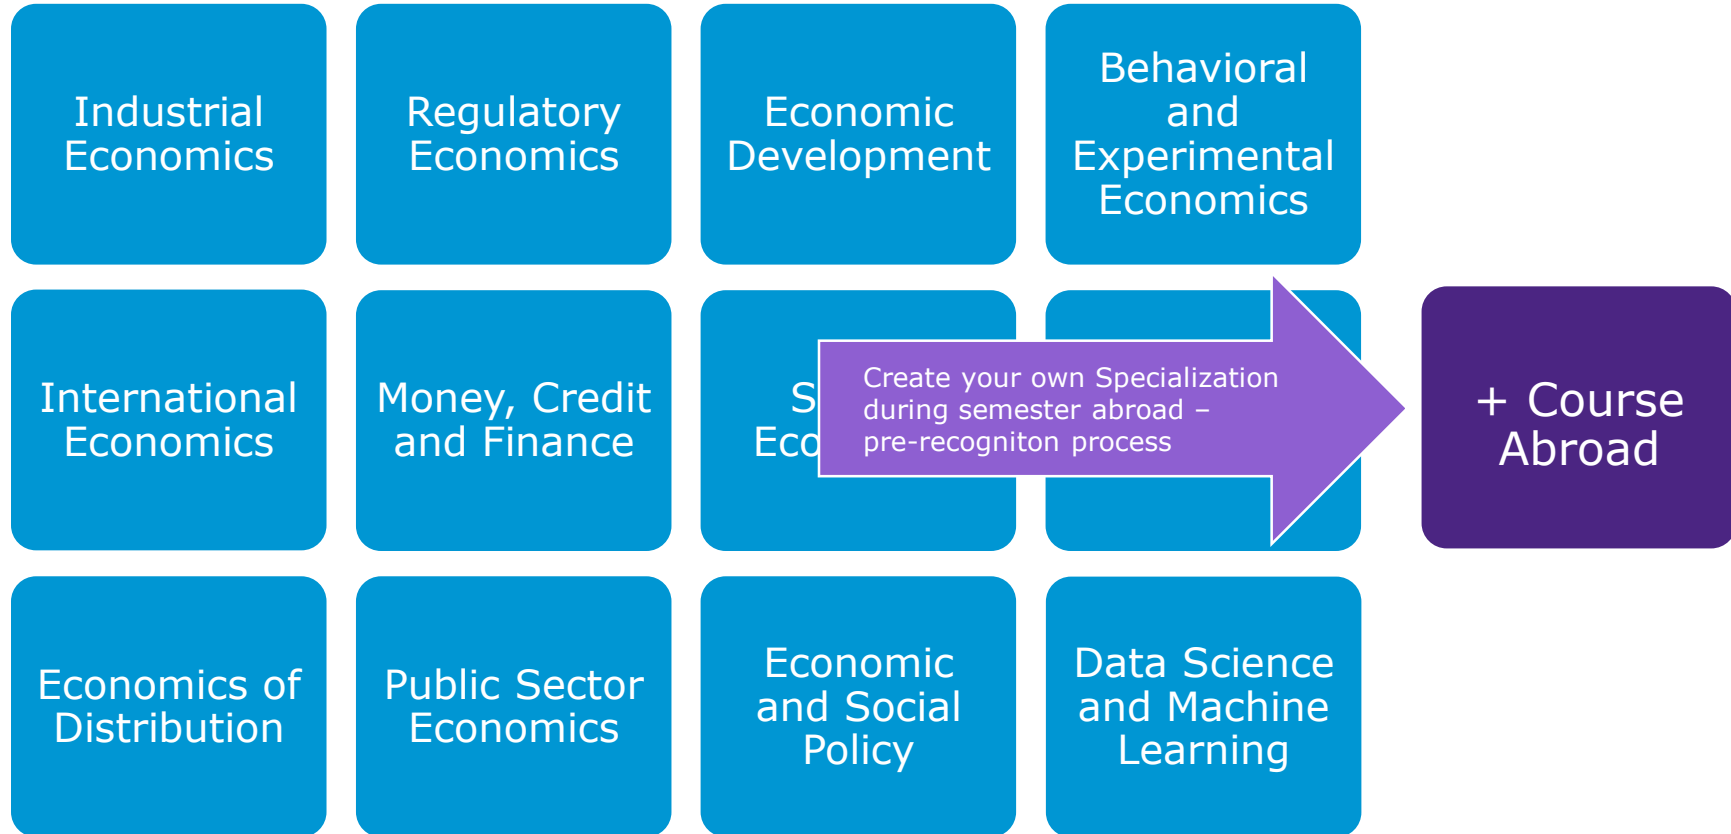 Industrial
Economics
Regulatory
Economics
Economic
Development
Behavioral
and
Experimental
Economics
International
Economics
Money, Credit
and Finance
Create your own Specialization
during semester abroad –
pre-recogniton process
+ Course
Abroad
Economics of
Distribution
Public Sector
Economics
Economic
and Social
Policy
Data Science
and Machine
Learning